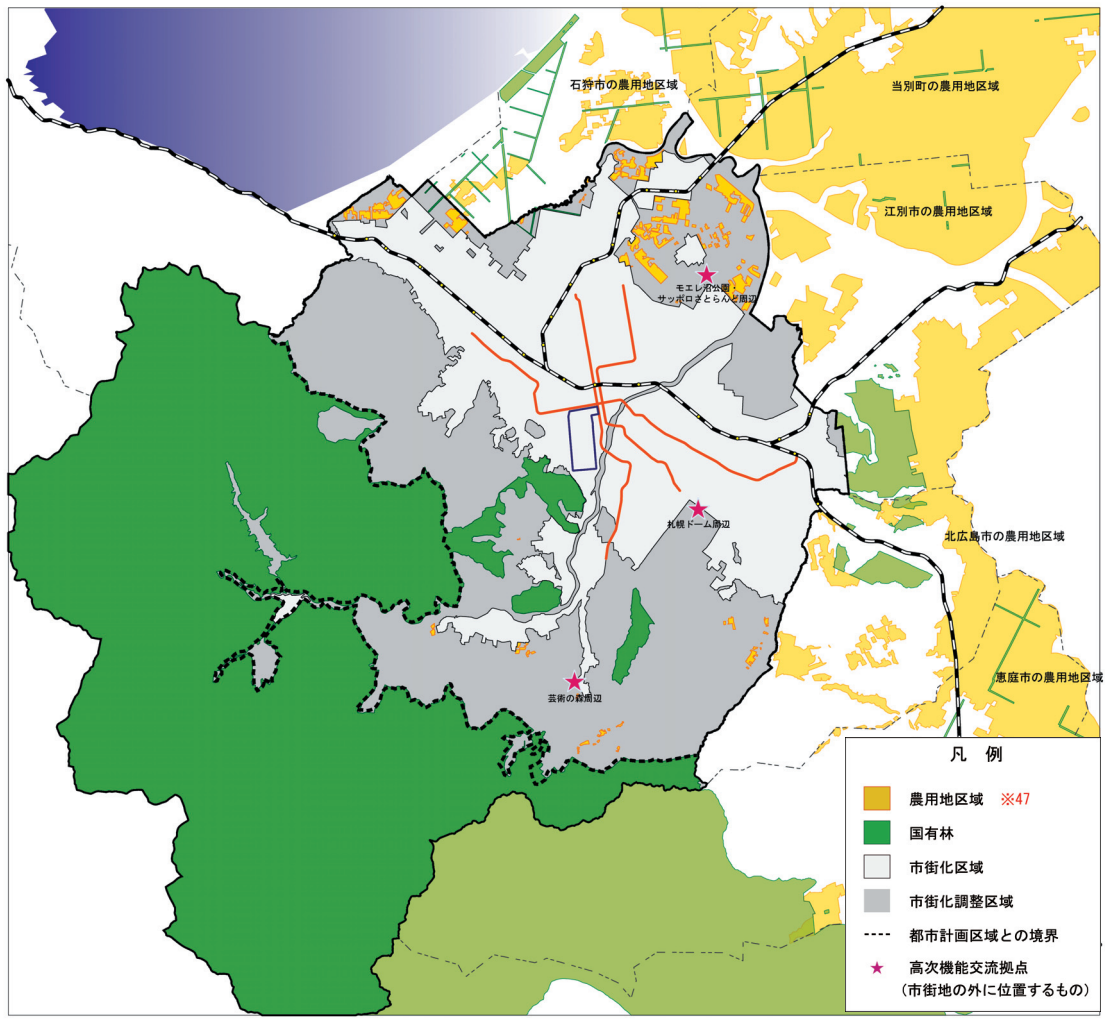 石狩市の農用地区域
当別町の農用地区域
江別市の農用地区域
モエレ沼公園・
サッポロさとらんど周辺
札幌ドーム周辺
北広島市の農用地区域
恵庭市の農用地区域
芸術の森周辺
凡 例
農用地区域 ※47
国有林
市街化区域
市街化調整区域
都市計画区域との境界
高次機能交流拠点
(市街地の外に位置するもの)